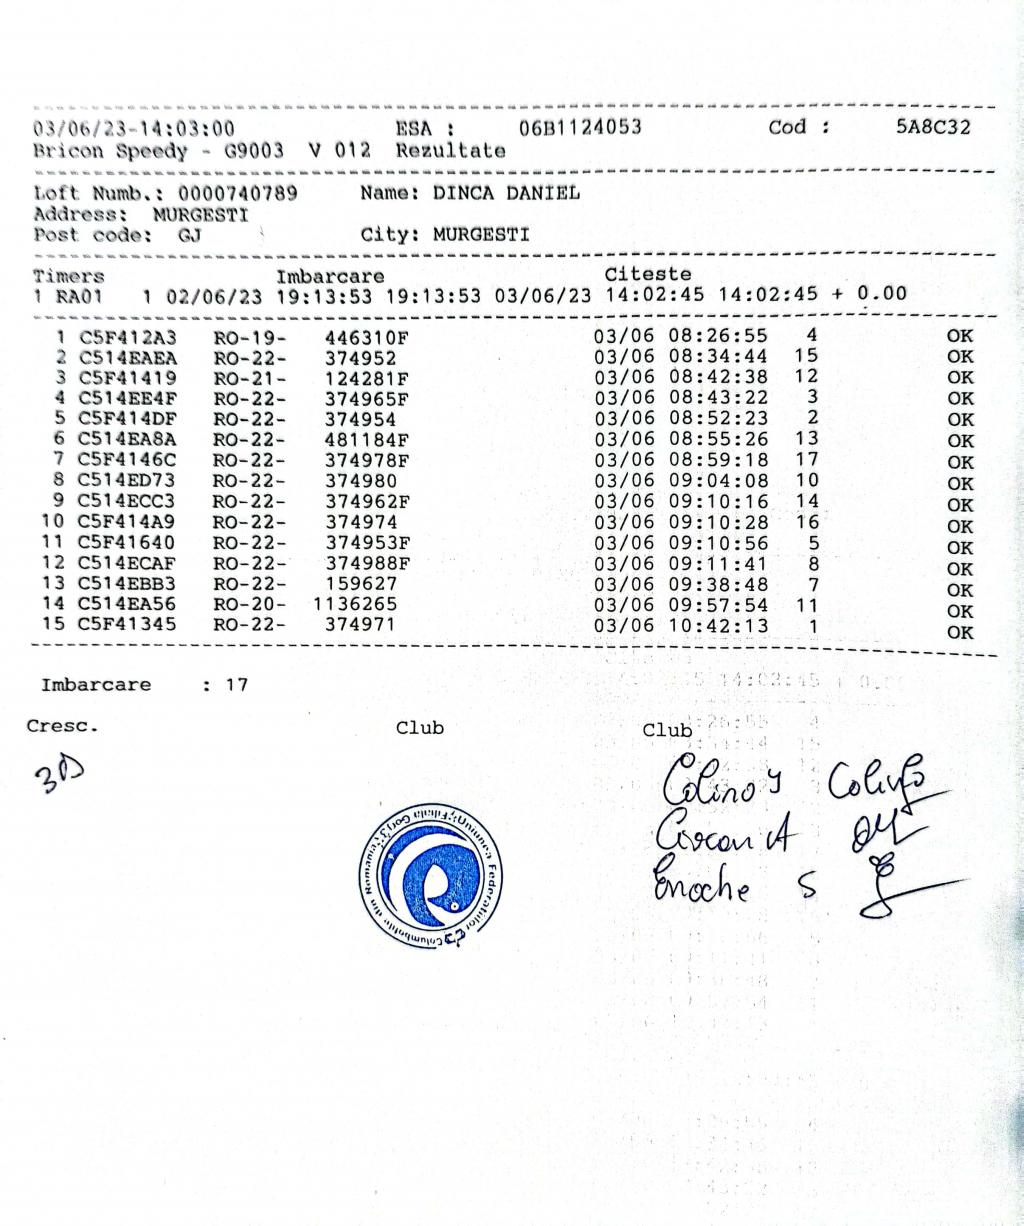 03/06/23-14:03:00 ESA : 06B1124053 Cod : 5A8C32
Bricon Speedy - G9003 V 012 Rezultate
Loft Numb.: 0000740789 Name: DINCA DANIEL
Address: MURGESTI
Post code: GJ City: MURGESTI
Timers Imbarcare Citeste
1 RA01 1 02/06/23 19:13:53 19:13:53 03/06/23 14:02:45 14:02:45 + 0.00
1 C5F412A3 RO-19- 446310F 03/06 08:26:55 4 OK
2 C514EAEA RO-22- 374952 03/06 08:34:44 15 OK
3 C5F41419 RO-21- 124281F 03/06 08:42:38 12 OK
4 C514EE4F RO-22- 374965F 03/06 08:43:22 3 OK
5 C5F414DF RO-22- 374954 03/06 08:52:23 2 OK
6 C514EA8A RO-22- 481184F 03/06 08:55:26 13 OK
7 C5F4146C RO-22- 374978F 03/06 08:59:18 17 OK
8 C514ED73 RO-22- 374980 03/06 09:04:08 10 OK
9 C514ECC3 RO-22- 374962F 03/06 09:10:16 14 OK
10 C5F414A9 RO-22- 374974 03/06 09:10:28 16 OK
11 C5F41640 RO-22- 374953F 03/06 09:10:56 5 OK
12 C514ECAF RO-22- 374988F 03/06 09:11:41 8 OK
13 C514EBB3 RO-22- 159627 03/06 09:38:48 7 OK
14 C514EA56 RO-20- 1136265 03/06 09:57:54 11 OK
15 C5F41345 RO-22- 374971 03/06 10:42:13 1 OK
Imbarcare : 17
Cresc. Club Club
Enoche S
Uniunea Federatiilor Columbofile din Romania Filiala Gorj